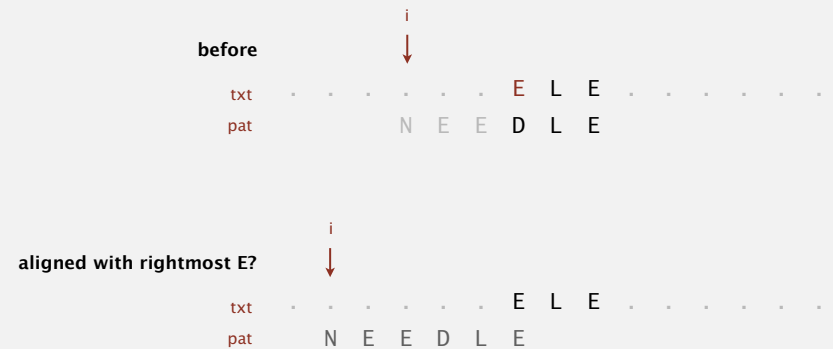 i
before
txt . . . . . . E L E . . . . . .
pat N E E D L E
i
aligned with rightmost E?
txt . . . . . . E L E . . . . . .
pat N E E D L E